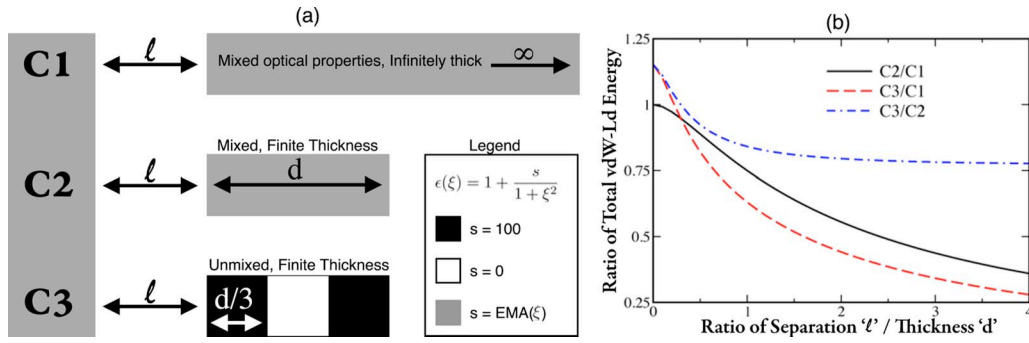 (a)
C1
ℓ
Mixed optical properties, Infinitely thick
∞
Mixed, Finite Thickness
C2
ℓ
d
Unmixed, Finite Thickness
C3
ℓ
d/3
Legend
ϵ(ξ) = 1 + s / (1 + ξ²)
s = 100
s = 0
s = EMA(ξ)
(b)
Ratio of Total vdW-Ld Energy
1.25
1
0.75
0.5
0.25
C2/C1
C3/C1
C3/C2
0
1
2
3
4
Ratio of Separation 'ℓ' / Thickness 'd'